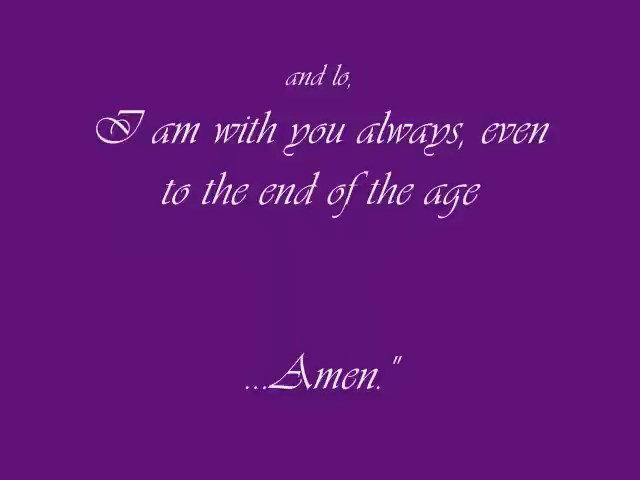 and lo,
I am with you always, even
to the end of the age
...Amen."